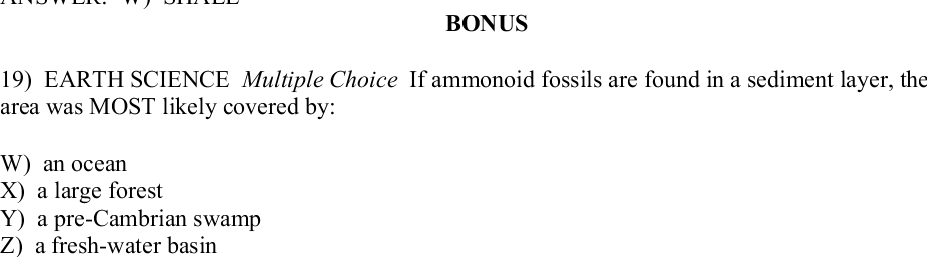 ANSWER: W) SHALE
BONUS
19) EARTH SCIENCE Multiple Choice If ammonoid fossils are found in a sediment layer, the
area was MOST likely covered by:
W) an ocean
X) a large forest
Y) a pre-Cambrian swamp
Z) a fresh-water basin